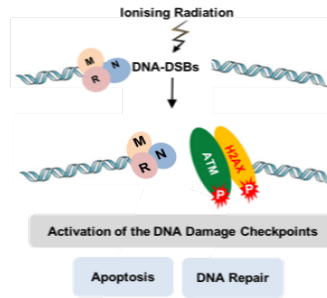 Ionising Radiation
M
N
R
DNA-DSBs
M
N
R
ATM
H2AX
P
P
Activation of the DNA Damage Checkpoints
Apoptosis
DNA Repair